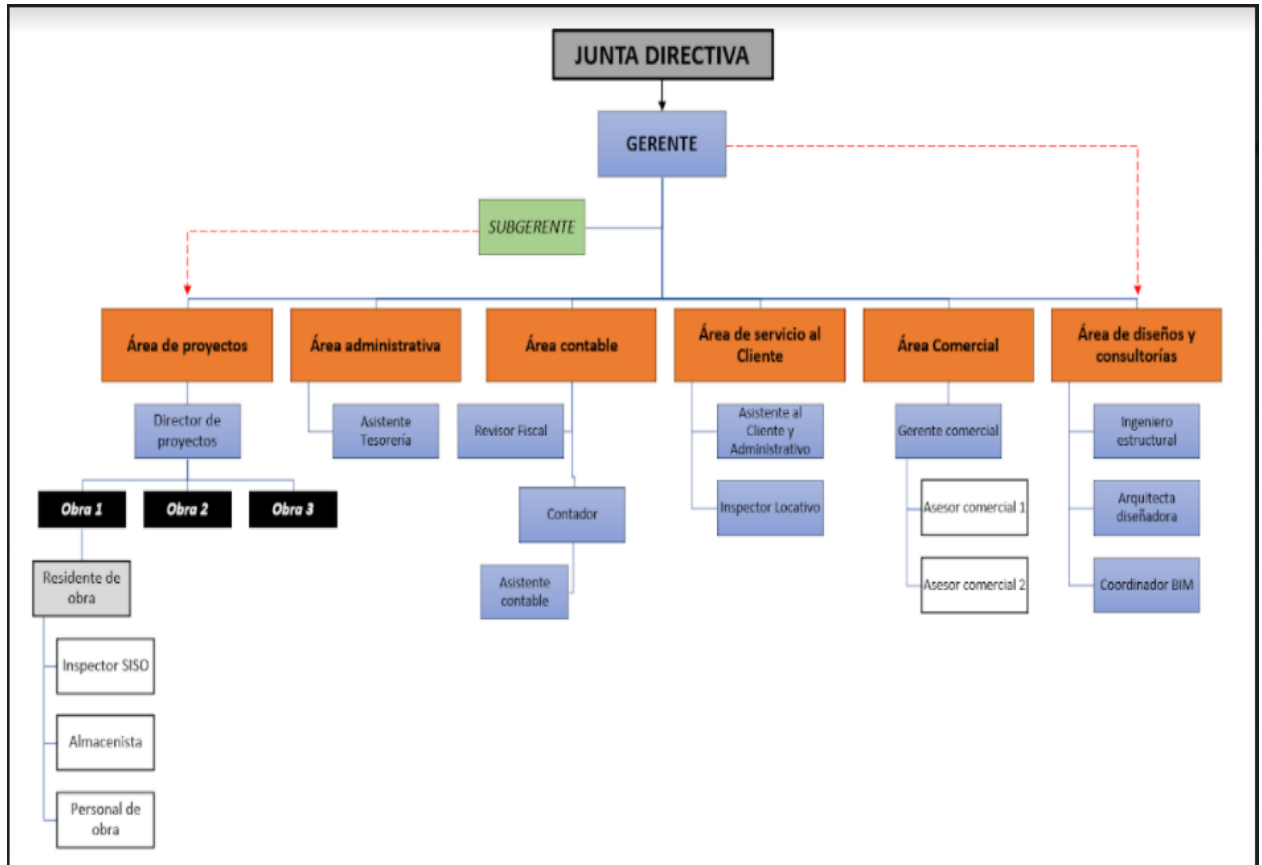 JUNTA DIRECTIVA
GERENTE
SUBGERENTE
Área de proyectos
Área administrativa
Área contable
Área de servicio al
Cliente
Área Comercial
Área de diseños y
consultorías
Director de
proyectos
Asistente
Tesorería
Revisor Fiscal
Asistente al
Cliente y
Administrativo
Gerente comercial
Ingeniero
estructural
Obra 1
Obra 2
Obra 3
Contador
Inspector Locativo
Asesor comercial 1
Arquitecta
diseñadora
Residente de
obra
Asistente
contable
Asesor comercial 2
Coordinador BIM
Inspector SISO
Almacenista
Personal de
obra